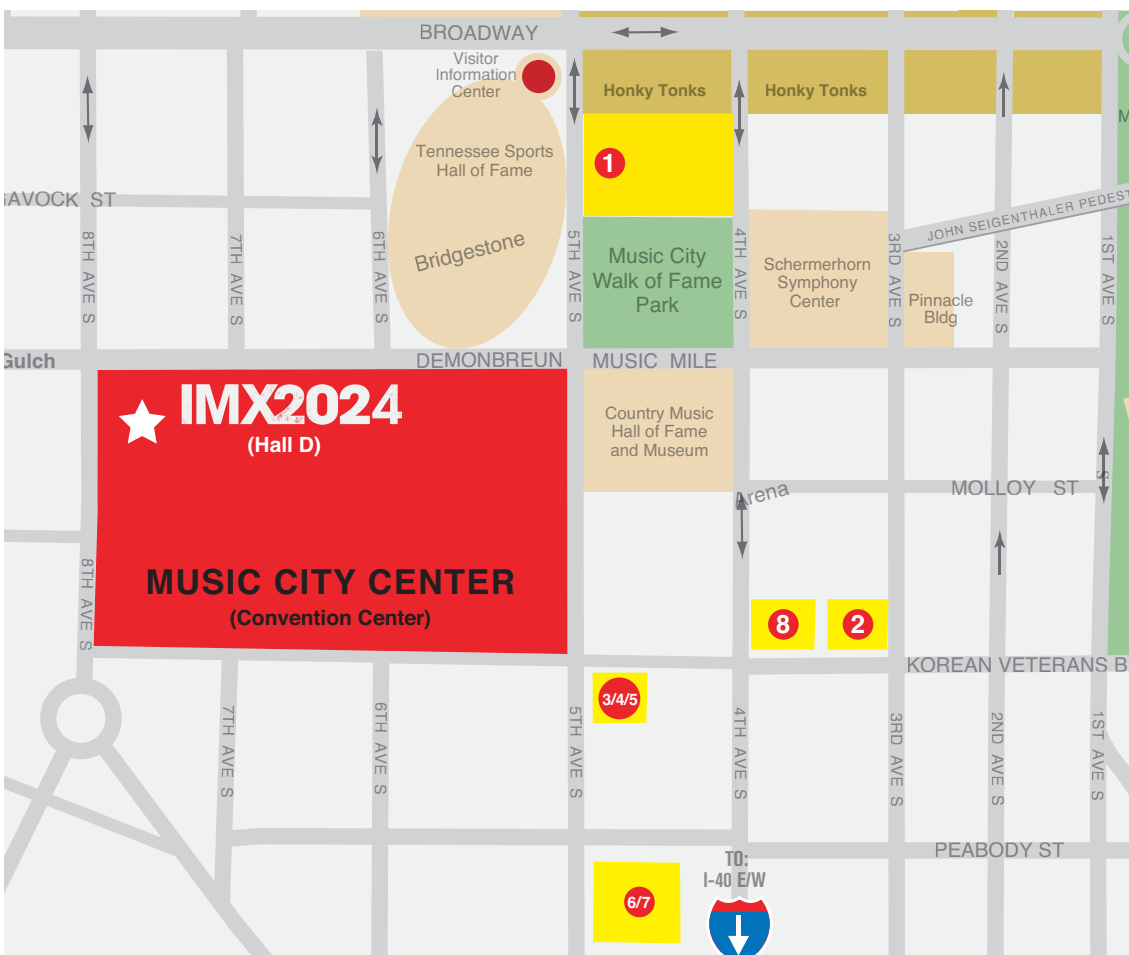 BROADWAY
Visitor
Information
Center
Honky Tonks
Honky Tonks
M
1
Tennessee Sports
Hall of Fame
Bridgestone
GAVOCK ST
8TH AVE S
7TH AVE S
6TH AVE S
5TH AVE S
Music City
Walk of Fame
Park
4TH AVE S
Schermerhorn
Symphony
Center
3RD AVE S
JOHN SEIGENTHALER PEDEST
2ND AVE S
1ST AVE S
Pinnacle
Bldg
Gulch
DEMONBREUN
MUSIC MILE
IMX2024
(Hall D)
Country Music
Hall of Fame
and Museum
Arena
MOLLOY ST
S
8TH AVE S
MUSIC CITY CENTER
(Convention Center)
8
2
KOREAN VETERANS B
3/4/5
7TH AVE S
6TH AVE S
5TH AVE S
4TH AVE S
3RD AVE S
2ND AVE S
1ST AVE S
PEABODY ST
TO:
I-40 E/W
6/7